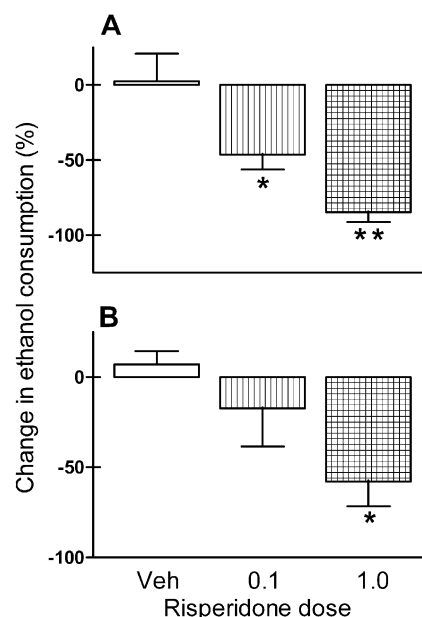 A
0
-50
-100
*
**
B
0
-50
-100
*
Change in ethanol consumption (%)
Veh 0.1 1.0
Risperidone dose